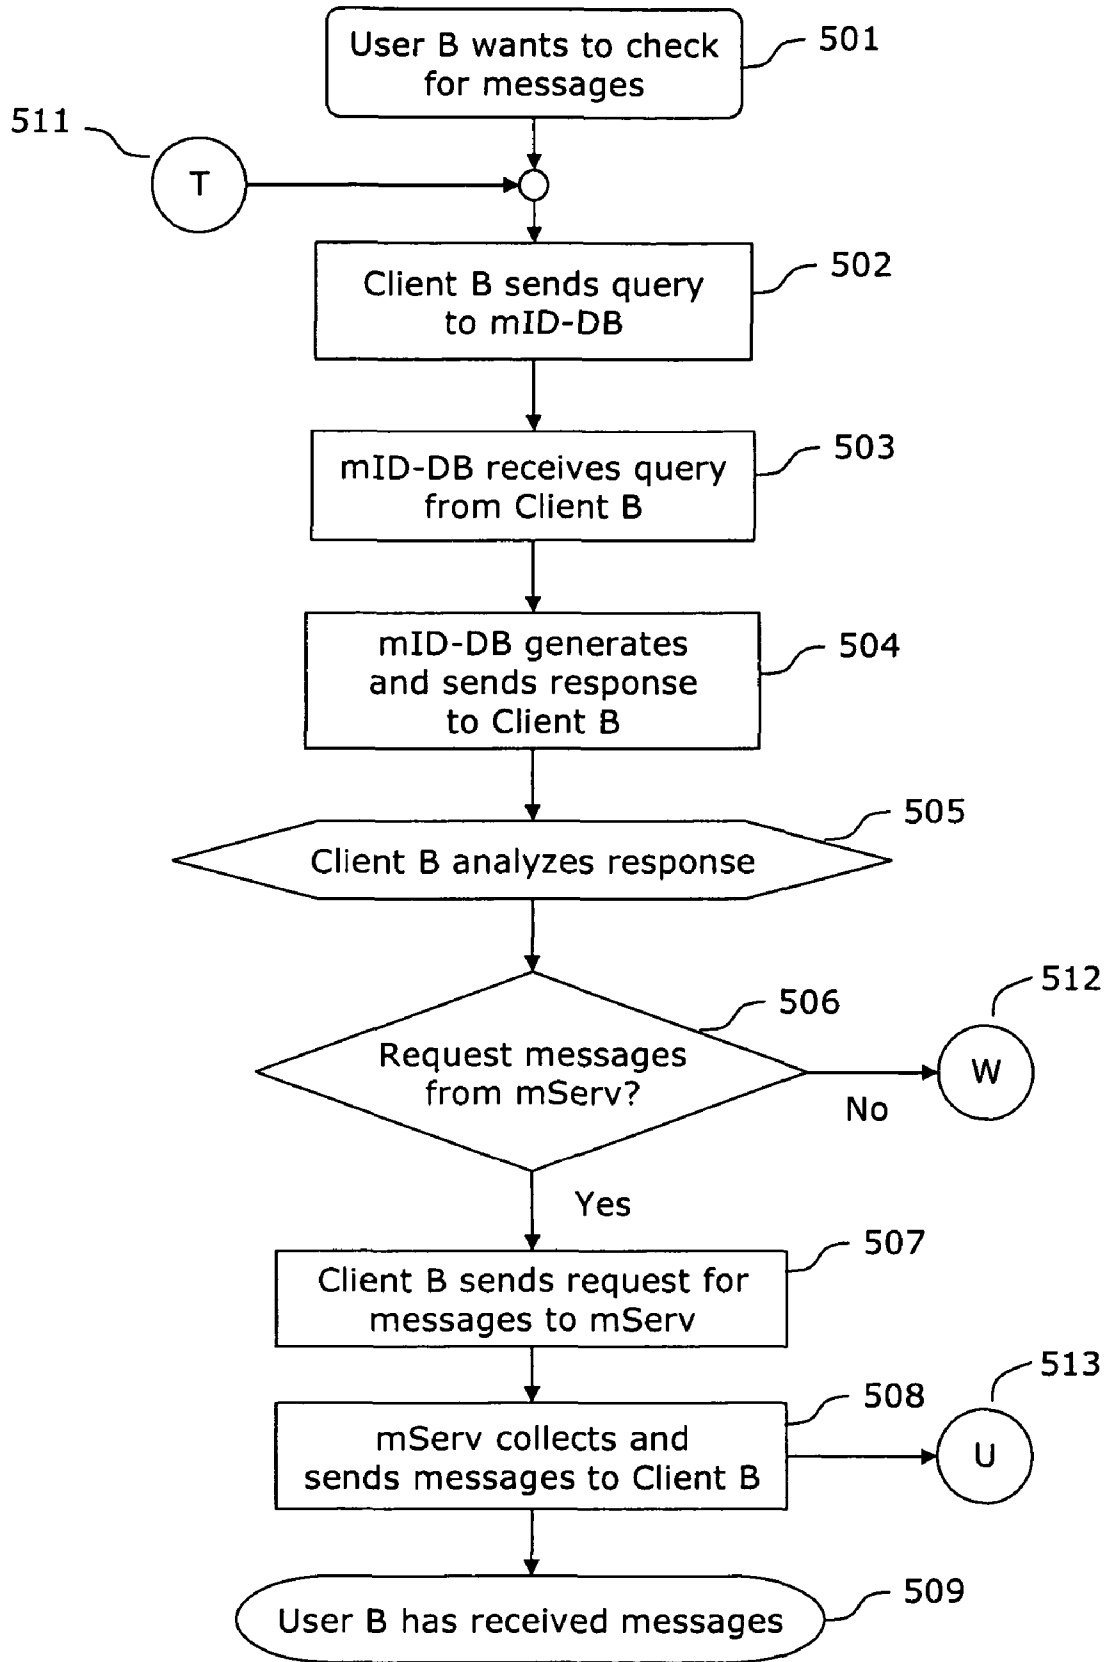 User B wants to check
for messages
501
511
T
Client B sends query
to mID-DB
502
mID-DB receives query
from Client B
503
mID-DB generates
and sends response
to Client B
504
Client B analyzes response
505
Request messages
from mServ?
506
No
512
W
Yes
Client B sends request for
messages to mServ
507
mServ collects and
sends messages to Client B
508
513
U
User B has received messages
509